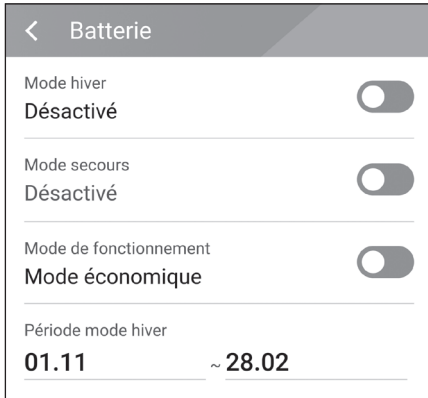 Batterie
Mode hiver
Désactivé
Mode secours
Désactivé
Mode de fonctionnement
Mode économique
Période mode hiver
01.11 ~ 28.02